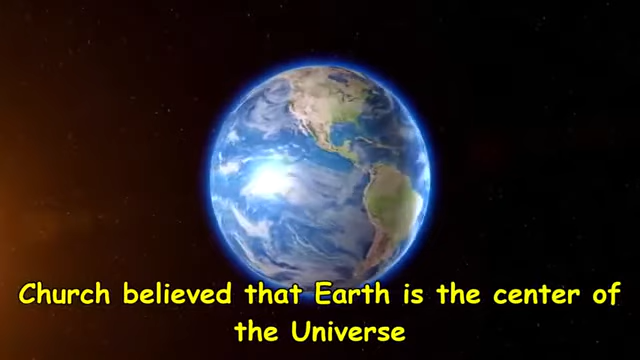 Church believed that Earth is the center of
the Universe